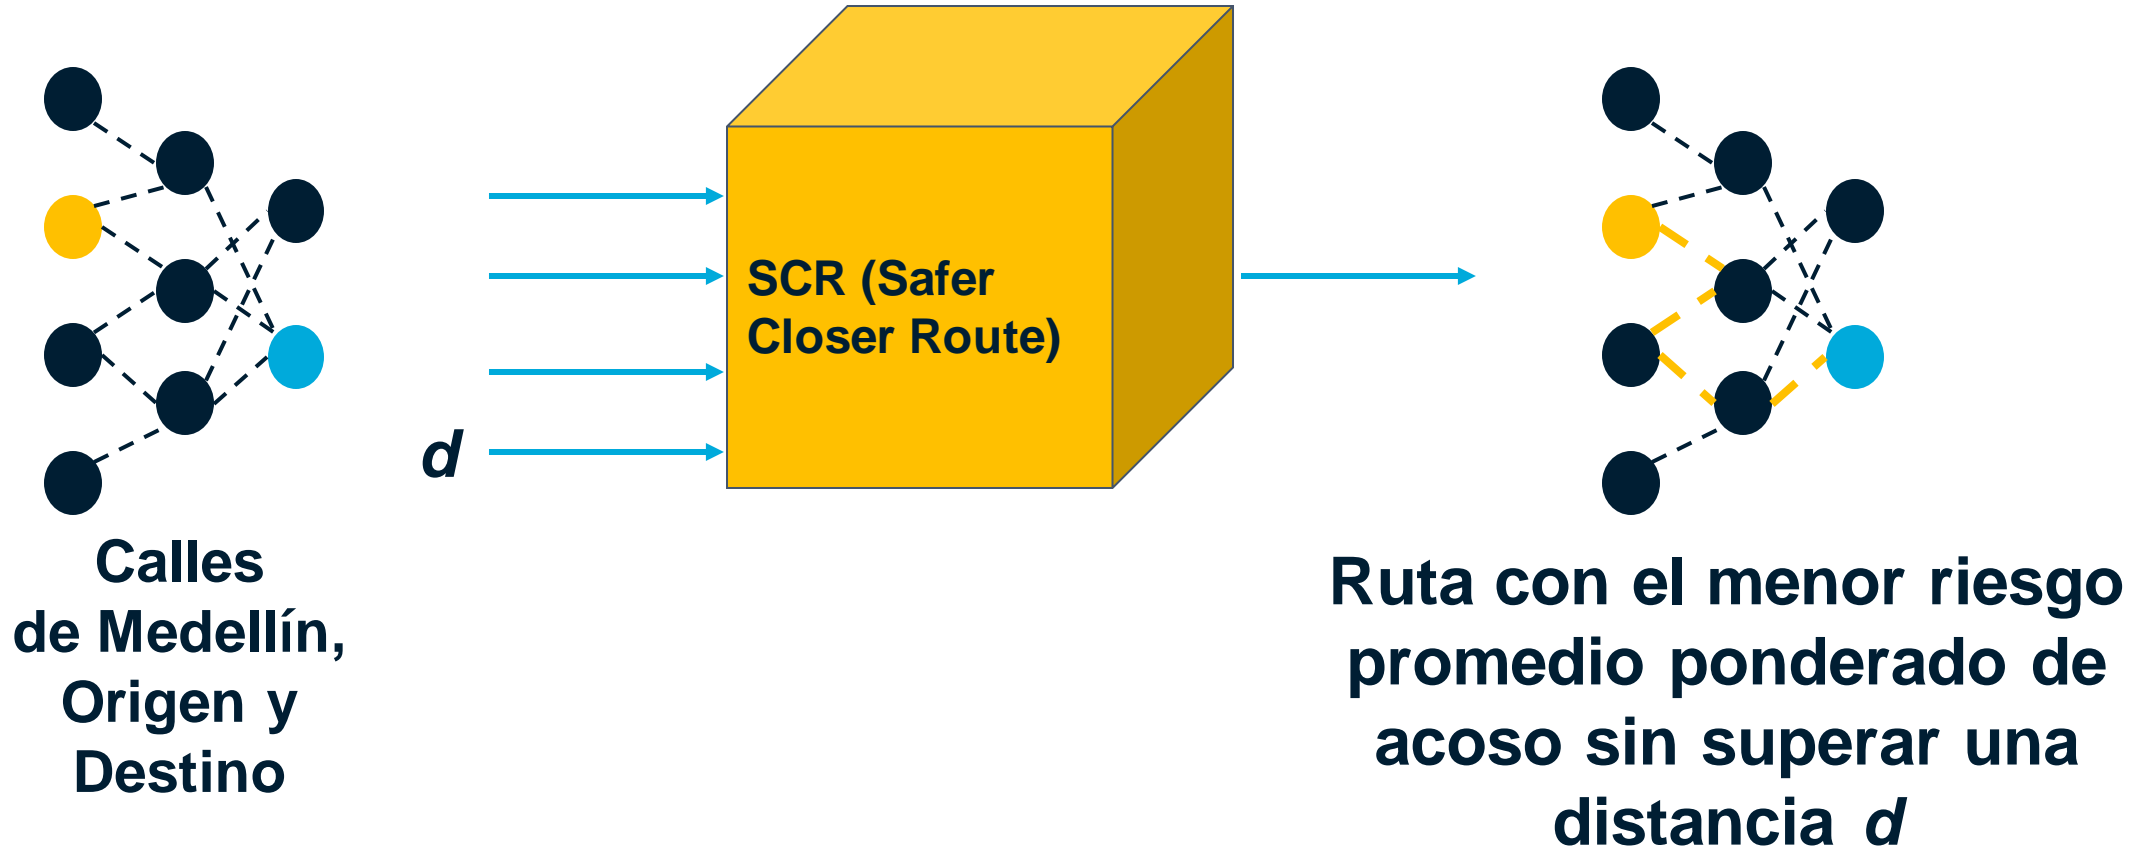 SCR (Safer
Closer Route)
d
Calles
de Medellín,
Origen y
Destino
Ruta con el menor riesgo
promedio ponderado de
acoso sin superar una
distancia d